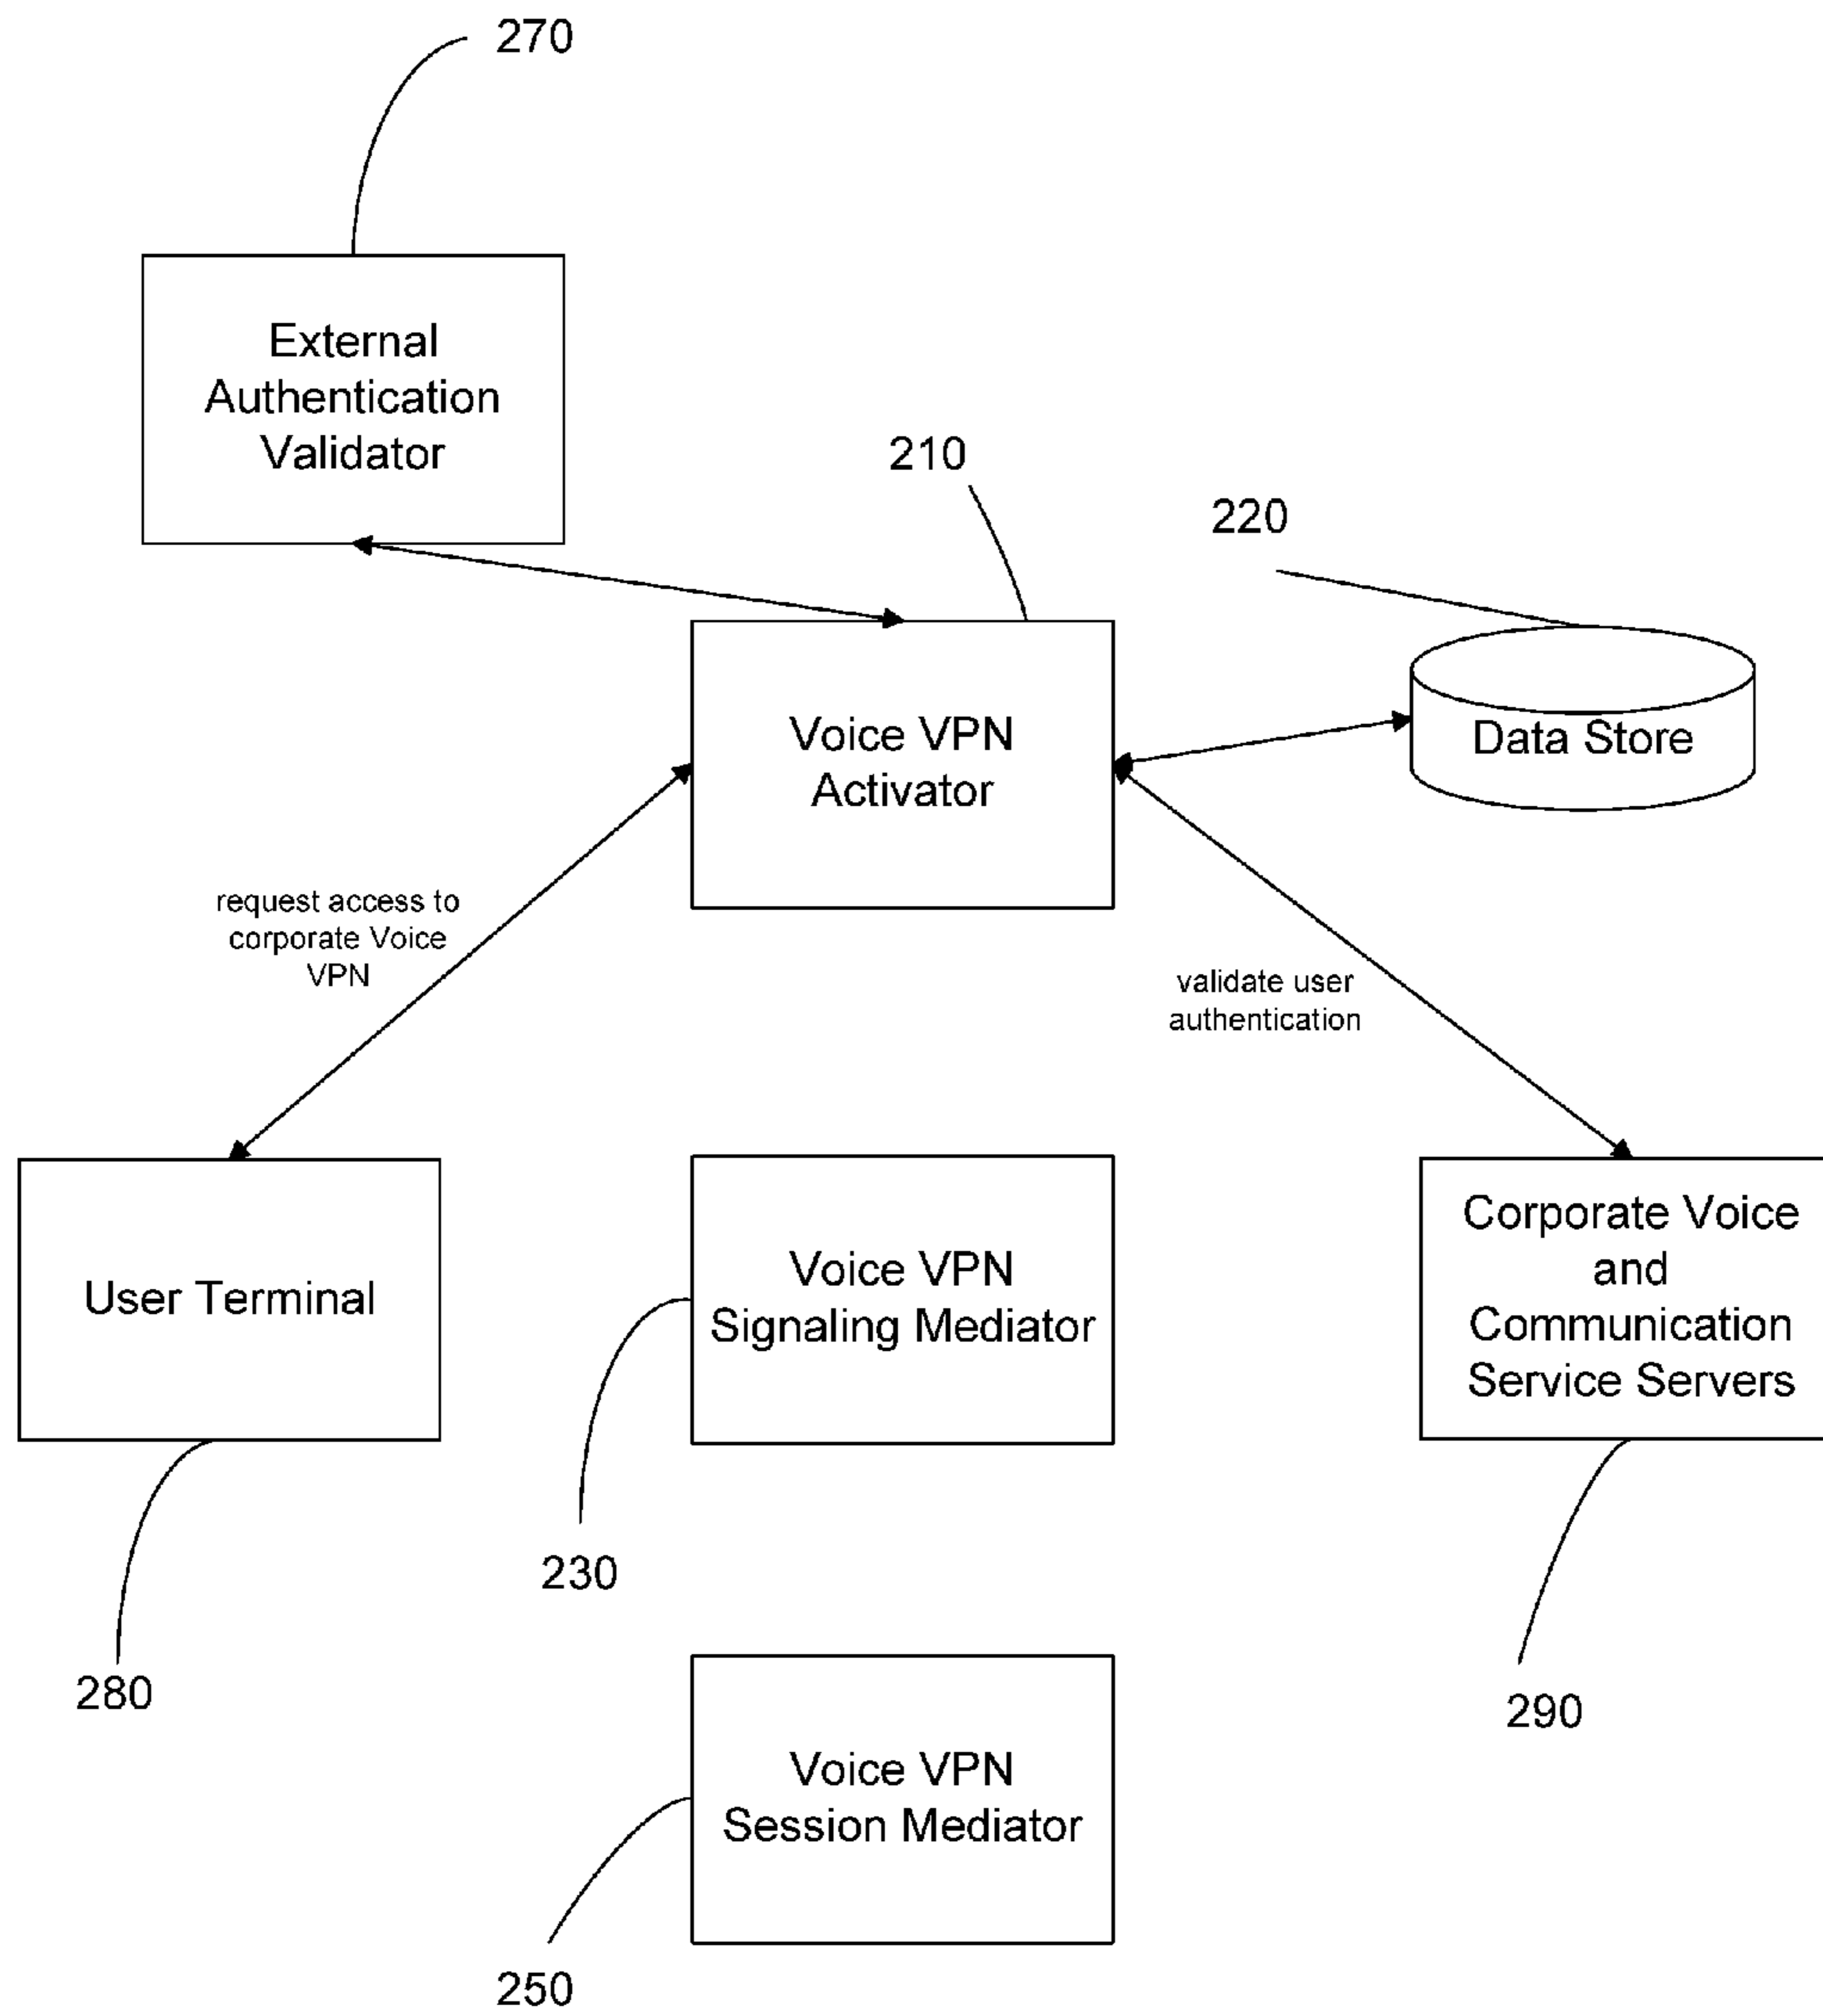 270
External
Authentication
Validator
210
220
Voice VPN
Activator
Data Store
request access to
corporate Voice
VPN
validate user
authentication
User Terminal
Voice VPN
Signaling Mediator
Corporate Voice
and
Communication
Service Servers
230
280
290
Voice VPN
Session Mediator
250